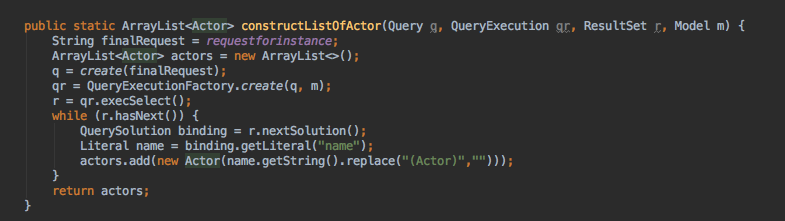 public static ArrayList<Actor> constructListOfActor(Query q, QueryExecution qr, ResultSet r, Model m) {
    String finalRequest = requestforinstance;
    ArrayList<Actor> actors = new ArrayList<>();
    q = create(finalRequest);
    qr = QueryExecutionFactory.create(q, m);
    r = qr.execSelect();
    while (r.hasNext()) {
        QuerySolution binding = r.nextSolution();
        Literal name = binding.getLiteral("name");
        actors.add(new Actor(name.getString().replace("(Actor)","")));
    }
    return actors;
}